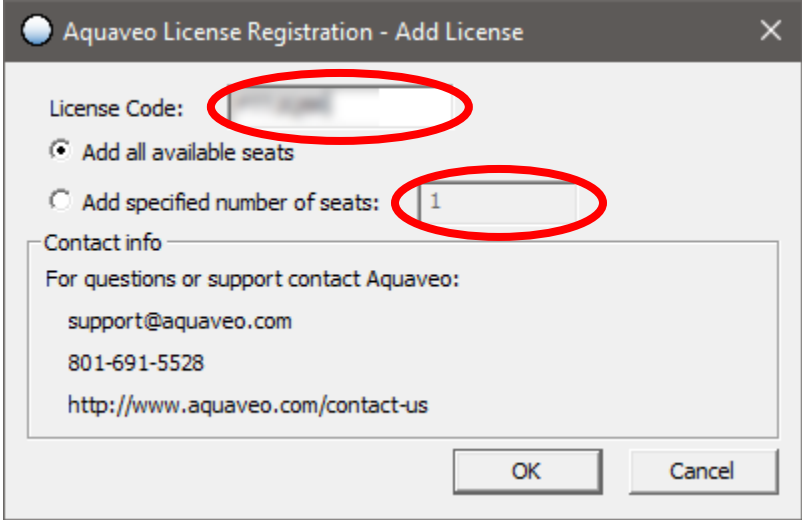 Aquaveo License Registration - Add License
License Code:
Add all available seats
Add specified number of seats: 1
Contact info
For questions or support contact Aquaveo:
support@aquaveo.com
801-691-5528
http://www.aquaveo.com/contact-us
OK Cancel